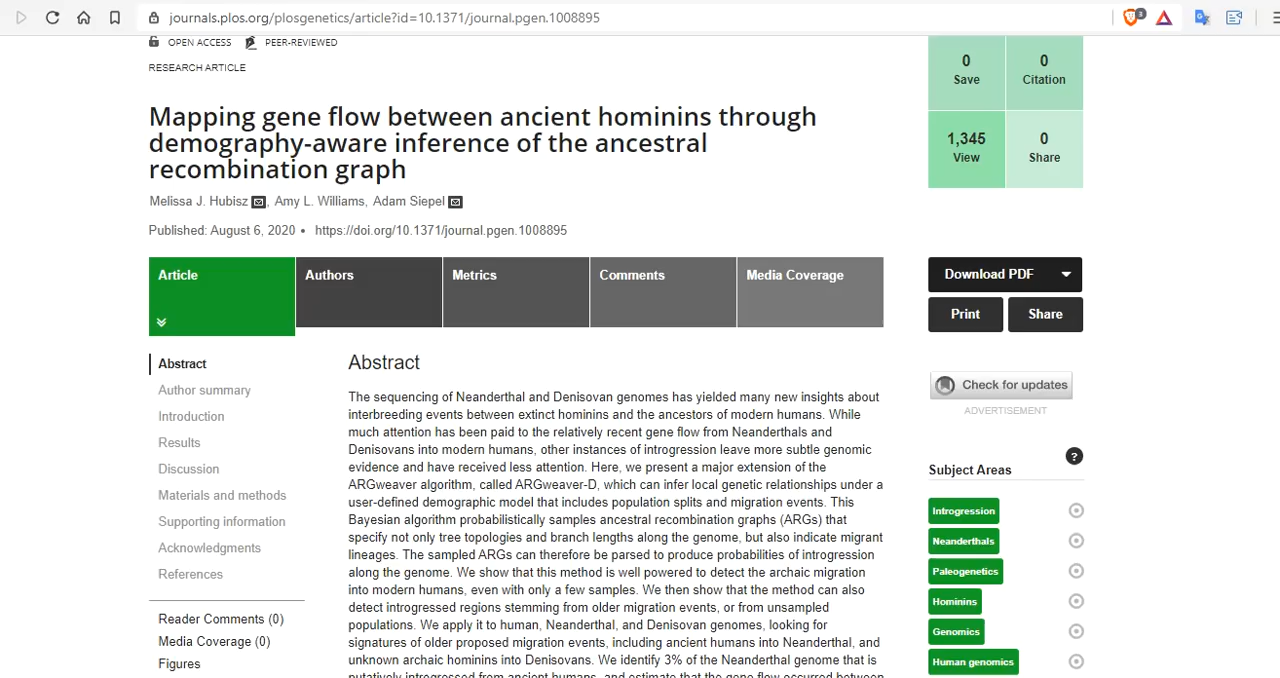 journals.plos.org/plosgenetics/article?id=10.1371/journal.pgen.1008895
3
OPEN ACCESS PEER-REVIEWED
RESEARCH ARTICLE
Mapping gene flow between ancient hominins through
demography-aware inference of the ancestral
recombination graph
Melissa J. Hubisz , Amy L. Williams, Adam Siepel
Published: August 6, 2020 • https://doi.org/10.1371/journal.pgen.1008895
0
Save
0
Citation
1,345
View
0
Share
Article
Authors
Metrics
Comments
Media Coverage
Download PDF
Print
Share
Check for updates
ADVERTISEMENT
Abstract
Author summary
Introduction
Results
Discussion
Materials and methods
Supporting information
Acknowledgments
References
Reader Comments (0)
Media Coverage (0)
Figures
Abstract
The sequencing of Neanderthal and Denisovan genomes has yielded many new insights about
interbreeding events between extinct hominins and the ancestors of modern humans. While
much attention has been paid to the relatively recent gene flow from Neanderthals and
Denisovans into modern humans, other instances of introgression leave more subtle genomic
evidence and have received less attention. Here, we present a major extension of the
ARGweaver algorithm, called ARGweaver-D, which can infer local genetic relationships under a
user-defined demographic model that includes population splits and migration events. This
Bayesian algorithm probabilistically samples ancestral recombination graphs (ARGs) that
specify not only tree topologies and branch lengths along the genome, but also indicate migrant
lineages. The sampled ARGs can therefore be parsed to produce probabilities of introgression
along the genome. We show that this method is well powered to detect the archaic migration
into modern humans, even with only a few samples. We then show that the method can also
detect introgressed regions stemming from older migration events, or from unsampled
populations. We apply it to human, Neanderthal, and Denisovan genomes, looking for
signatures of older proposed migration events, including ancient humans into Neanderthal, and
unknown archaic hominins into Denisovans. We identify 3% of the Neanderthal genome that is
putatively introgressed from ancient humans, and estimate that the gene flow occurred between
?
Subject Areas
Introgression
Neanderthals
Paleogenetics
Hominins
Genomics
Human genomics